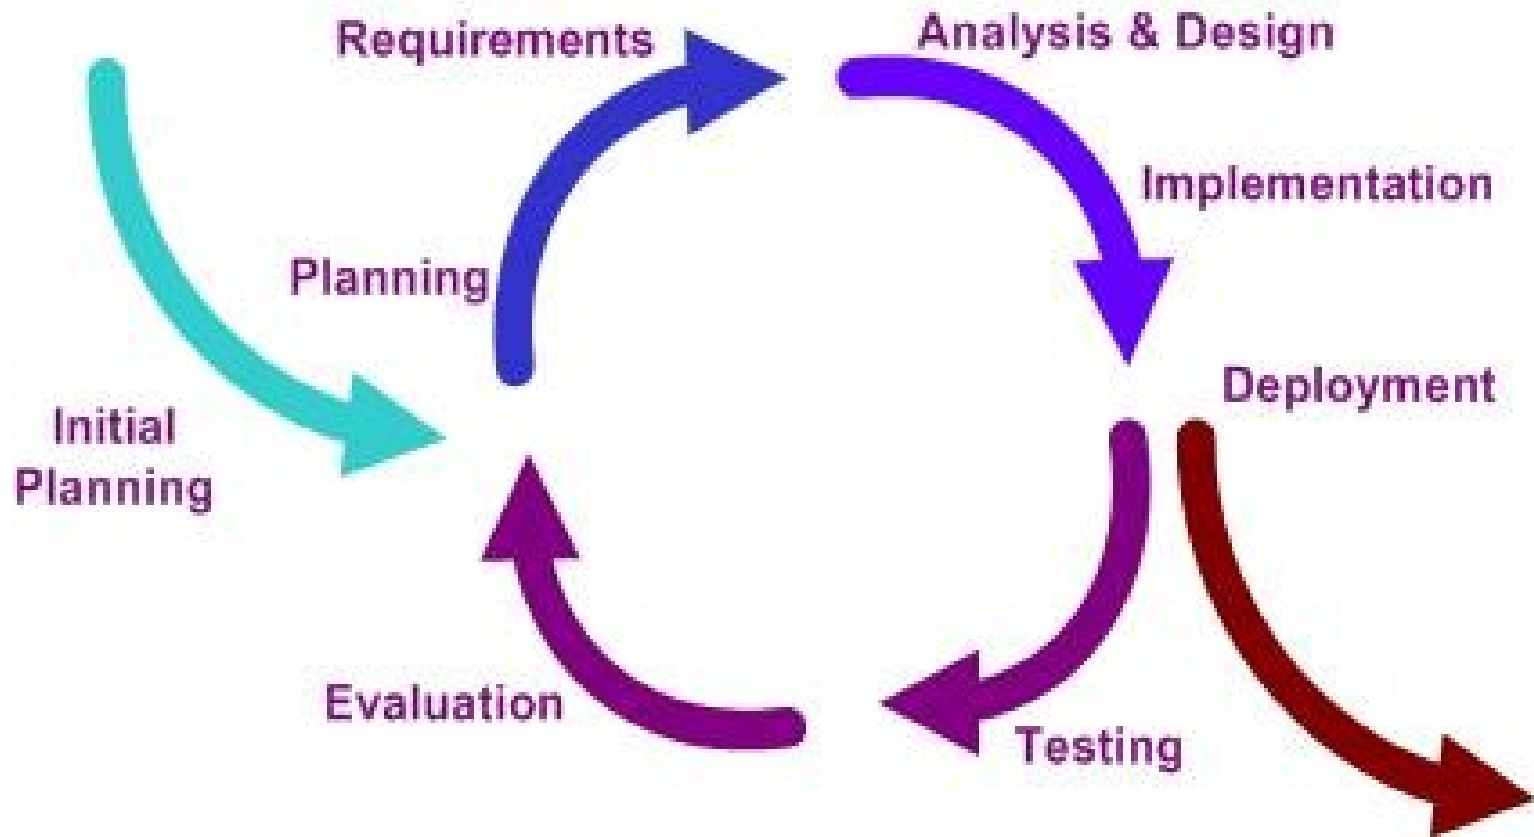 Requirements
Analysis & Design
Implementation
Planning
Deployment
Initial
Planning
Evaluation
Testing